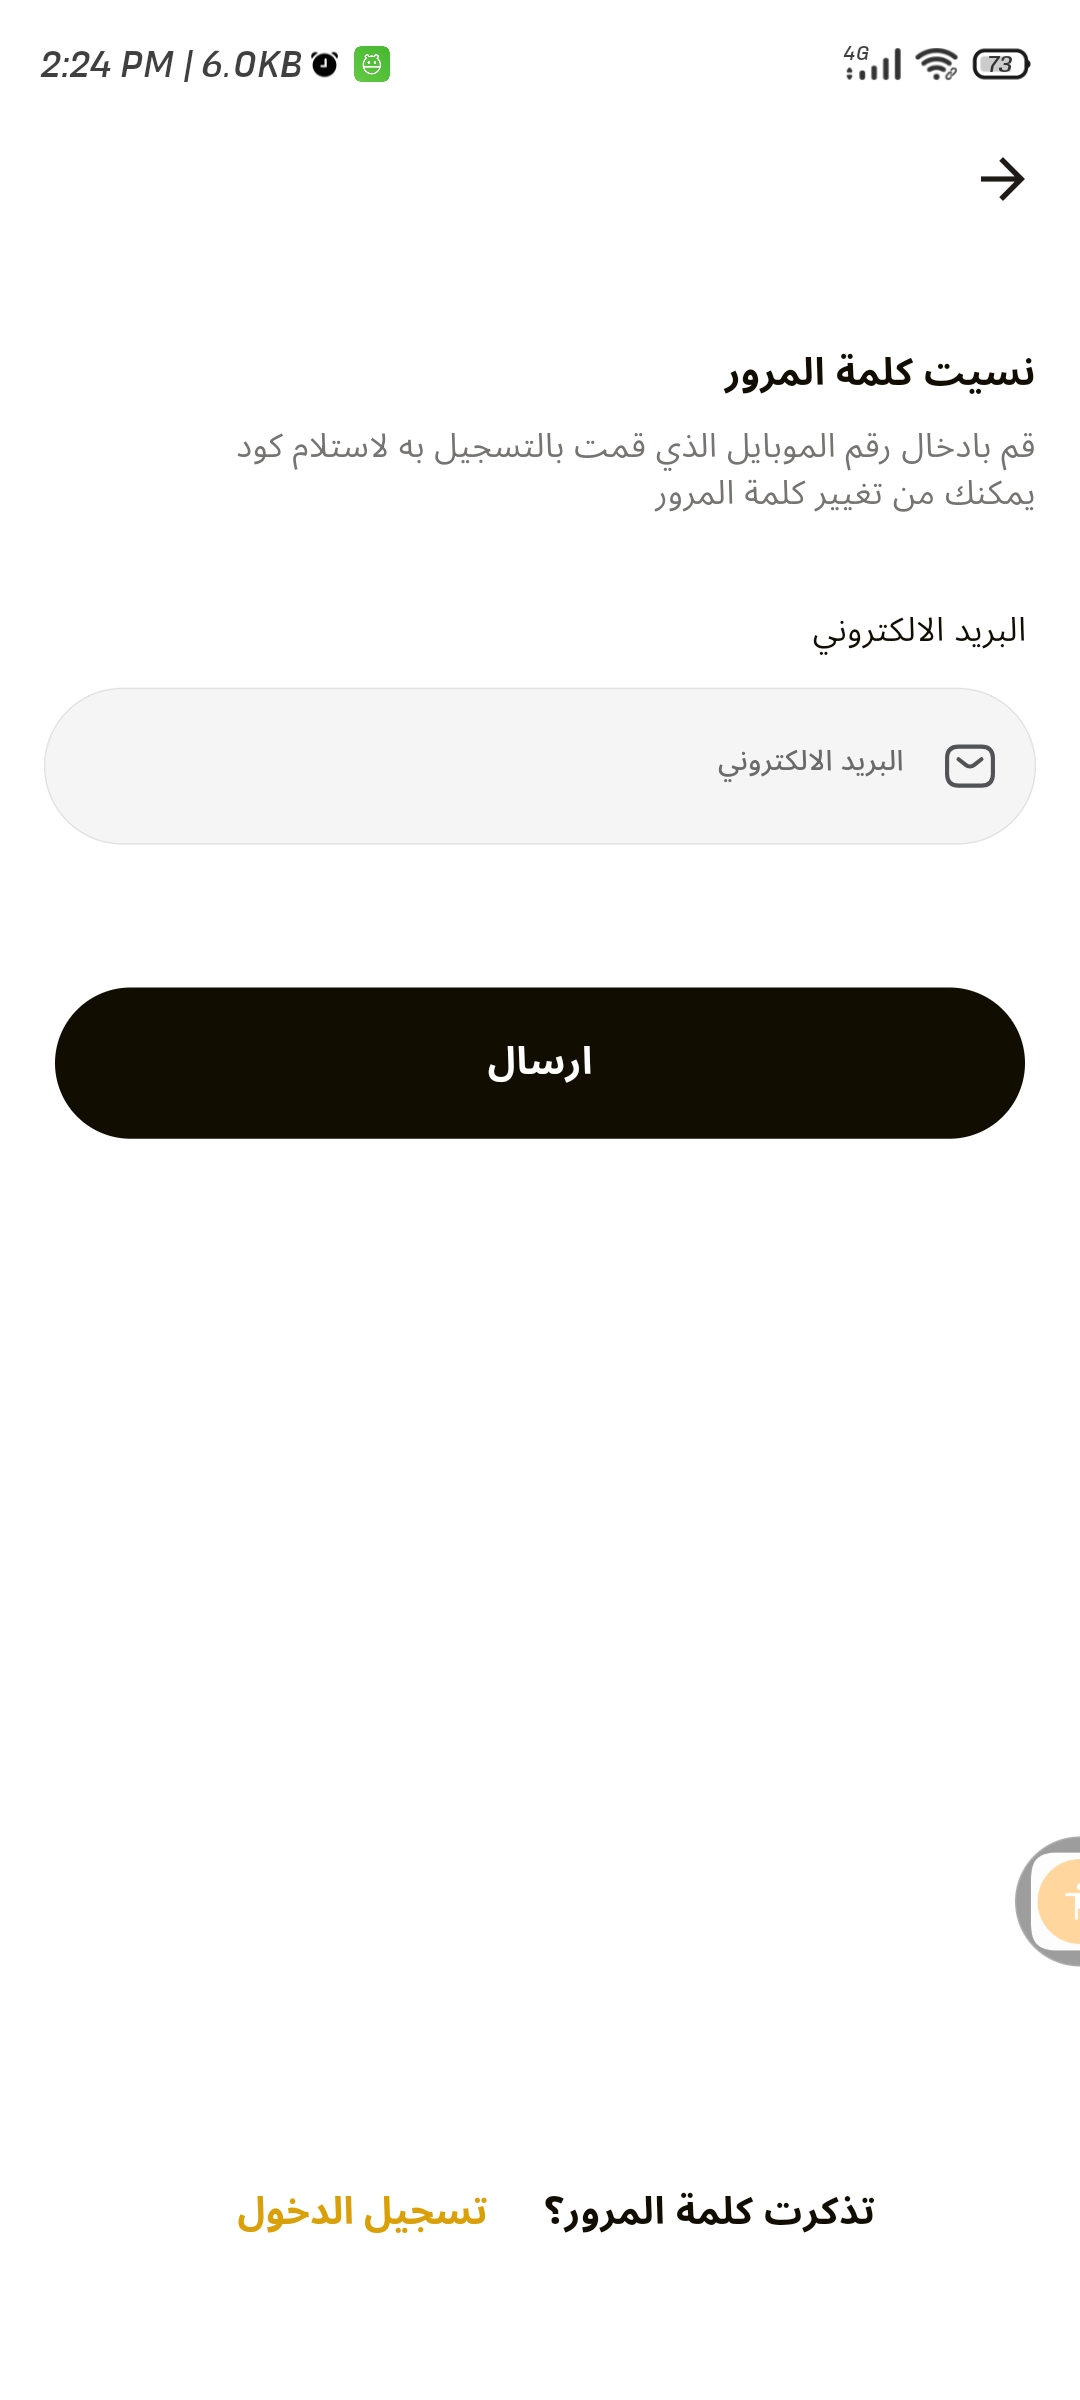 2:24 PM | 6.0KB
4G
73
نسيت كلمة المرور
قم بادخال رقم الموبايل الذي قمت بالتسجيل به لاستلام كود
يمكنك من تغيير كلمة المرور
البريد الالكتروني
البريد الالكتروني
ارسال
تذكرت كلمة المرور؟ تسجيل الدخول